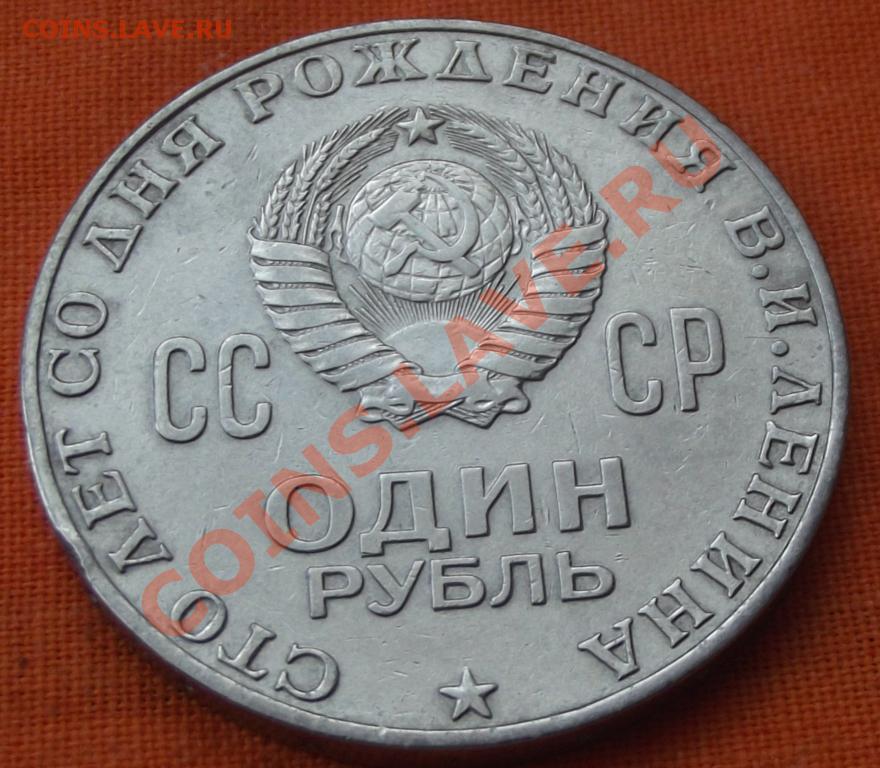 COINS.LAVE.RU
СТО ЛЕТ СО ДНЯ РОЖДЕНИЯ В.И.ЛЕНИНА
СС СР
ОДИН
РУБЛЬ
COINS.LAVE.RU